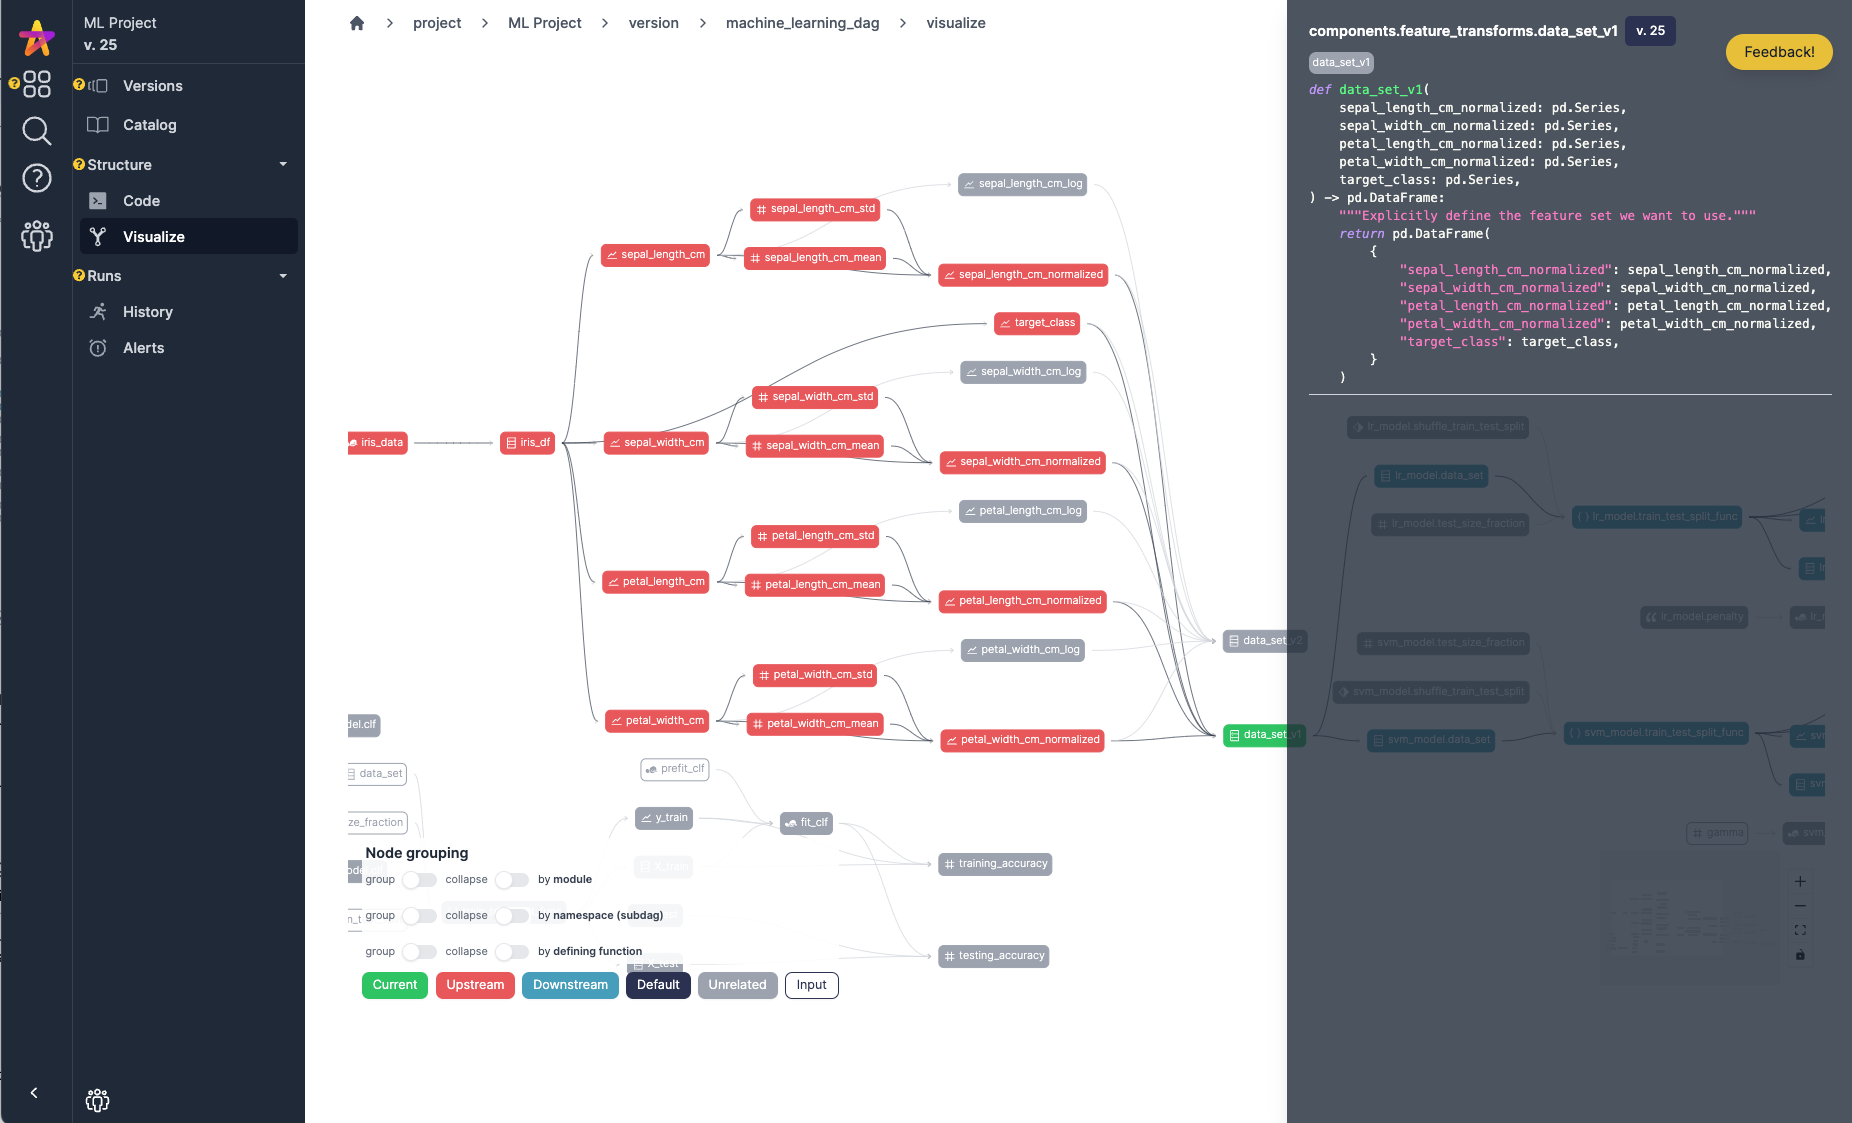 ML Project
v. 25
Versions
Catalog
Structure
Code
Visualize
Runs
History
Alerts
project > ML Project > version > machine_learning_dag > visualize
sepal_length_cm_log
sepal_length_cm_std
sepal_length_cm
sepal_length_cm_mean
sepal_length_cm_normalized
target_class
sepal_width_cm_log
sepal_width_cm_std
iris_data
iris_df
sepal_width_cm
sepal_width_cm_mean
sepal_width_cm_normalized
petal_length_cm_log
petal_length_cm_std
petal_length_cm
petal_length_cm_mean
petal_length_cm_normalized
data_set_v2
petal_width_cm_log
petal_width_cm_std
petal_width_cm
petal_width_cm_mean
petal_width_cm_normalized
data_set_v1
del.clf
data_set
prefit_clf
ze_fraction
y_train
fit_clf
training_accuracy
X_train
testing_accuracy
X_test
Node grouping
group collapse by module
group collapse by namespace (subdag)
group collapse by defining function
Current Upstream Downstream Default Unrelated Input
components.feature_transforms.data_set_v1 v. 25
Feedback!
data_set_v1
def data_set_v1(
sepal_length_cm_normalized: pd.Series,
sepal_width_cm_normalized: pd.Series,
petal_length_cm_normalized: pd.Series,
petal_width_cm_normalized: pd.Series,
target_class: pd.Series,
) -> pd.DataFrame:
"""Explicitly define the feature set we want to use."""
return pd.DataFrame(
{
"sepal_length_cm_normalized": sepal_length_cm_normalized,
"sepal_width_cm_normalized": sepal_width_cm_normalized,
"petal_length_cm_normalized": petal_length_cm_normalized,
"petal_width_cm_normalized": petal_width_cm_normalized,
"target_class": target_class,
}
)
lr_model.shuffle_train_test_split
lr_model.data_set
lr_model.test_size_fraction
lr_model.train_test_split_func
lr_model.penalty
svm_model.test_size_fraction
svm_model.shuffle_train_test_split
svm_model.data_set
svm_model.train_test_split_func
gamma